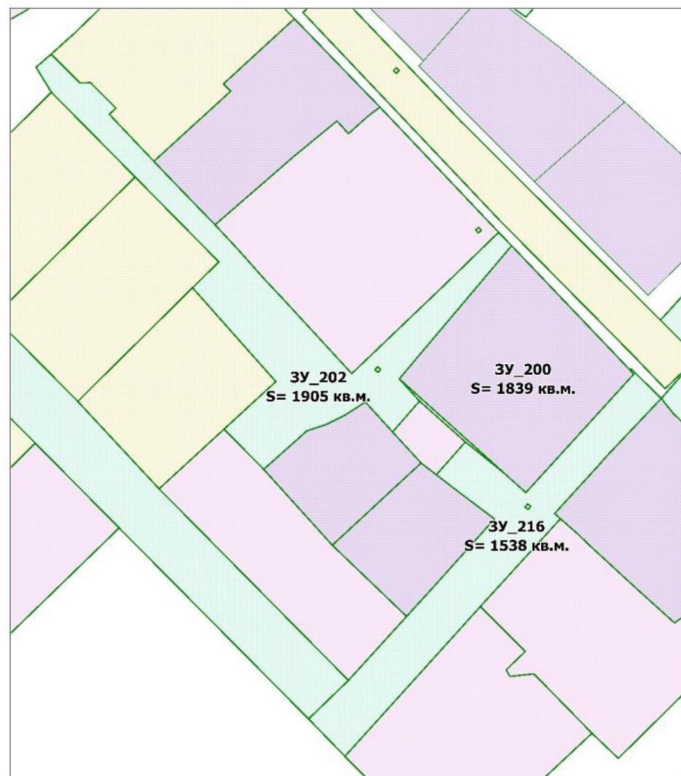 ЗУ_202
S= 1905 кв.м.
ЗУ_200
S= 1839 кв.м.
ЗУ_216
S= 1538 кв.м.